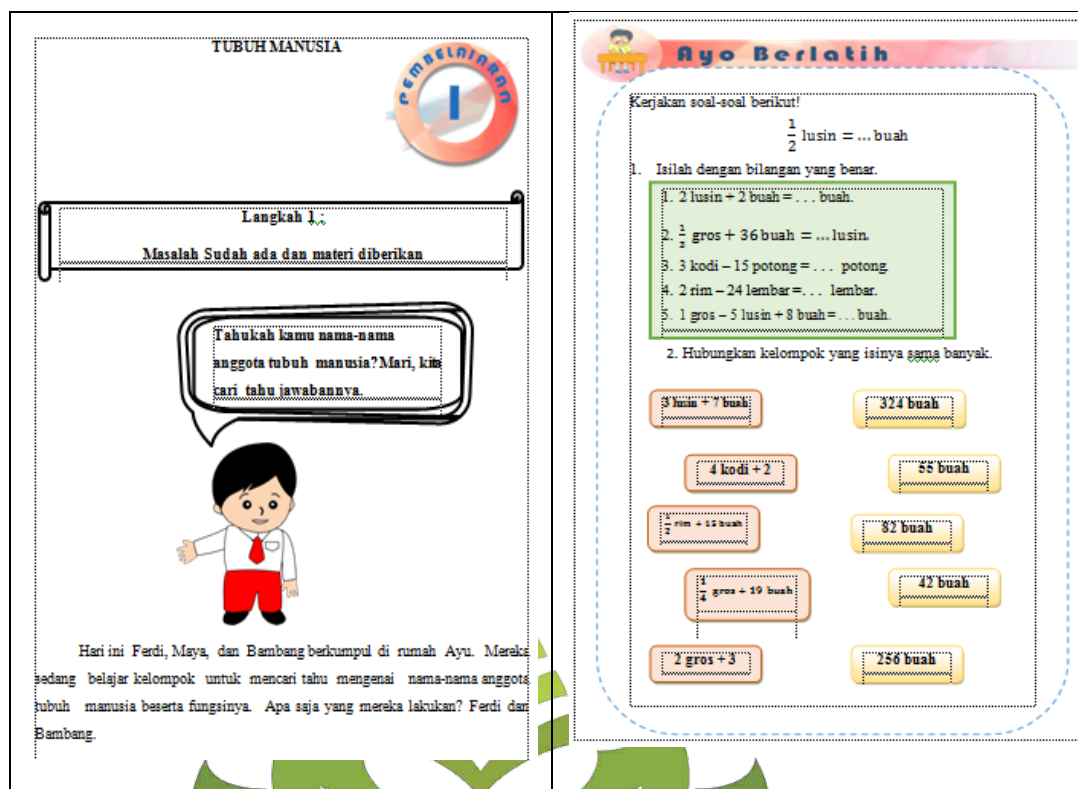 TUBUH MANUSIA
PEMBELAJARAN
I
Langkah 1 :
Masalah Sudah ada dan materi diberikan
Tahukah kamu nama-nama
anggota tubuh manusia? Mari, kita
cari tahu jawabannya.
Hari ini Ferdi, Maya, dan Bambang berkumpul di rumah Ayu. Mereka
sedang belajar kelompok untuk mencari tahu mengenai nama-nama anggota
tubuh manusia beserta fungsinya. Apa saja yang mereka lakukan? Ferdi dan
Bambang.
Ayo Berlatih
Kerjakan soal-soal berikut!
1/2 lusin = ... buah
1. Isilah dengan bilangan yang benar.
1. 2 lusin + 2 buah = . . . buah.
2. gros + 36 buah = ... lusin.
3. 3 kodi – 15 potong = . . . potong.
4. 2 rim – 24 lembar = . . . lembar.
5. 1 gros – 5 lusin + 8 buah = . . . buah.
2. Hubungkan kelompok yang isinya sama banyak.
3 lusin + 7 buah
324 buah
4 kodi + 2
55 buah
1/2 rim + 15 buah
82 buah
1/4 gros + 19 buah
42 buah
2 gros + 3
256 buah